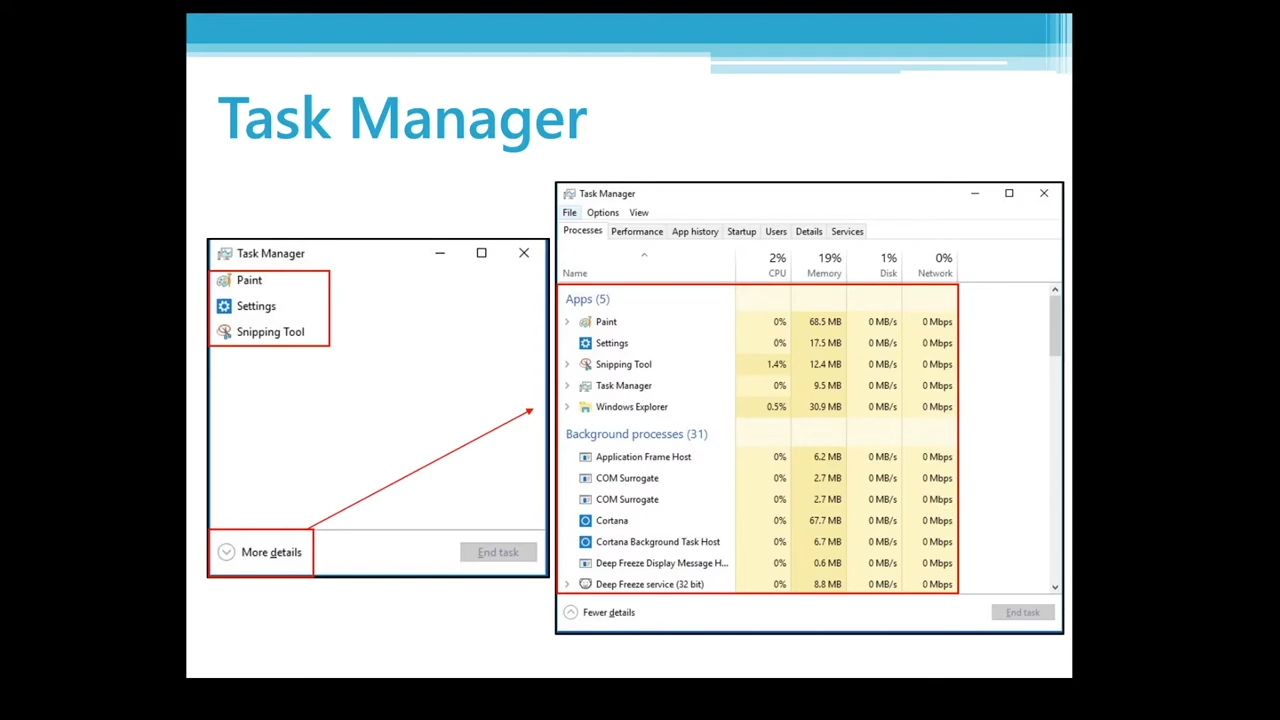 Task Manager
Task Manager
Paint
Settings
Snipping Tool
More details
End task
Task Manager
File Options View
Processes Performance App history Startup Users Details Services
2% 19% 1% 0%
Name CPU Memory Disk Network
Apps (5)
Paint 0% 68.5 MB 0 MB/s 0 Mbps
Settings 0% 17.5 MB 0 MB/s 0 Mbps
Snipping Tool 1.4% 12.4 MB 0 MB/s 0 Mbps
Task Manager 0% 9.5 MB 0 MB/s 0 Mbps
Windows Explorer 0.5% 30.9 MB 0 MB/s 0 Mbps
Background processes (31)
Application Frame Host 0% 6.2 MB 0 MB/s 0 Mbps
COM Surrogate 0% 2.7 MB 0 MB/s 0 Mbps
COM Surrogate 0% 2.7 MB 0 MB/s 0 Mbps
Cortana 0% 67.7 MB 0 MB/s 0 Mbps
Cortana Background Task Host 0% 6.7 MB 0 MB/s 0 Mbps
Deep Freeze Display Message H... 0% 0.6 MB 0 MB/s 0 Mbps
Deep Freeze service (32 bit) 0% 8.8 MB 0 MB/s 0 Mbps
Fewer details
End task